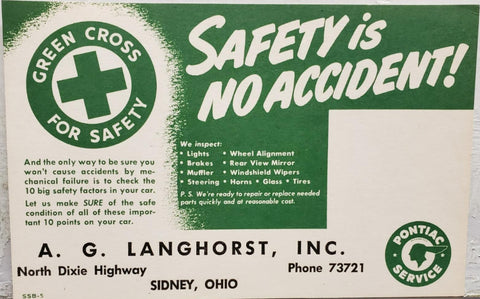 GREEN CROSS
FOR SAFETY
SAFETY is
NO ACCIDENT!
And the only way to be sure you
won't cause accidents by me-
chanical failure is to check the
10 big safety factors in your car.
Let us make SURE of the safe
condition of all of these impor-
tant 10 points on your car.
We inspect:
• Lights • Wheel Alignment
• Brakes • Rear View Mirror
• Muffler • Windshield Wipers
• Steering • Horns • Glass • Tires
P. S. We're ready to repair or replace needed
parts quickly and at reasonable cost.
A. G. LANGHORST, INC.
North Dixie Highway Phone 73721
SIDNEY, OHIO
PONTIAC
SERVICE
SSB-5